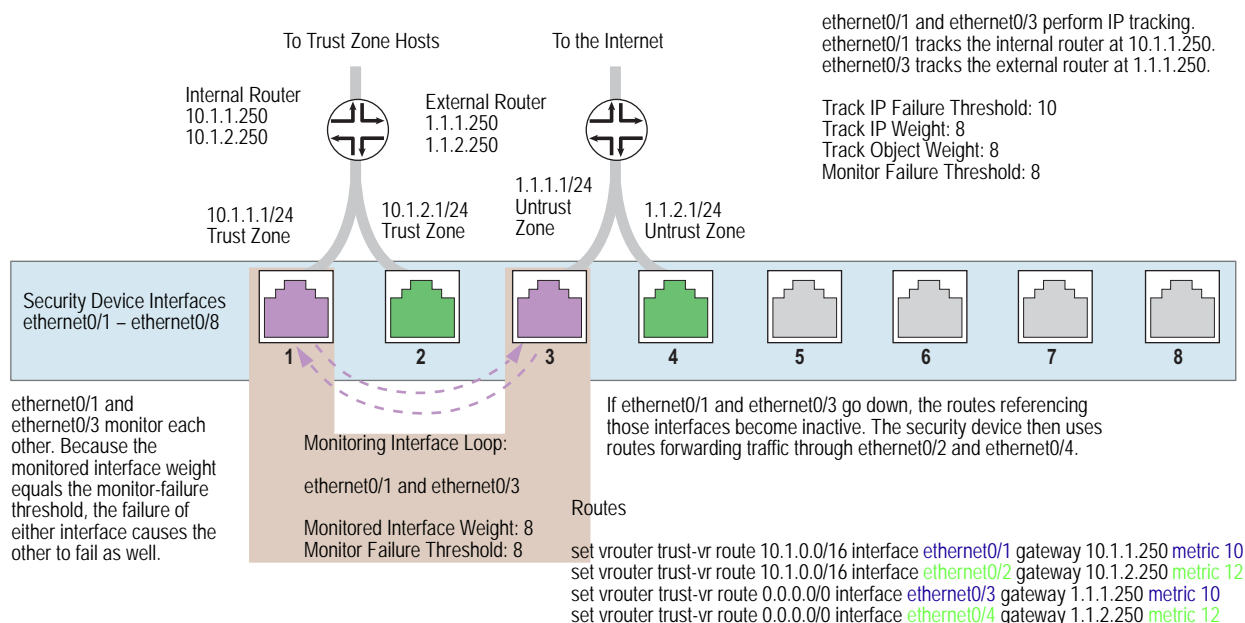 To Trust Zone Hosts
To the Internet
ethernet0/1 and ethernet0/3 perform IP tracking.
ethernet0/1 tracks the internal router at 10.1.1.250.
ethernet0/3 tracks the external router at 1.1.1.250.
Track IP Failure Threshold: 10
Track IP Weight: 8
Track Object Weight: 8
Monitor Failure Threshold: 8
Internal Router
10.1.1.250
10.1.2.250
External Router
1.1.1.250
1.1.2.250
10.1.1.1/24
Trust Zone
10.1.2.1/24
Trust Zone
1.1.1.1/24
Untrust
Zone
1.1.2.1/24
Untrust Zone
Security Device Interfaces
ethernet0/1 – ethernet0/8
1
2
3
4
5
6
7
8
ethernet0/1 and
ethernet0/3 monitor each
other. Because the
monitored interface weight
equals the monitor-failure
threshold, the failure of
either interface causes the
other to fail as well.
Monitoring Interface Loop:
ethernet0/1 and ethernet0/3
Monitored Interface Weight: 8
Monitor Failure Threshold: 8
If ethernet0/1 and ethernet0/3 go down, the routes referencing
those interfaces become inactive. The security device then uses
routes forwarding traffic through ethernet0/2 and ethernet0/4.
Routes
set vrouter trust-vr route 10.1.0.0/16 interface ethernet0/1 gateway 10.1.1.250 metric 10
set vrouter trust-vr route 10.1.0.0/16 interface ethernet0/2 gateway 10.1.2.250 metric 12
set vrouter trust-vr route 0.0.0.0/0 interface ethernet0/3 gateway 1.1.1.250 metric 10
set vrouter trust-vr route 0.0.0.0/0 interface ethernet0/4 gateway 1.1.2.250 metric 12